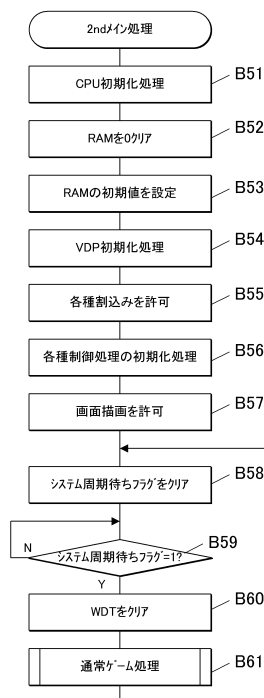 2ndメイン処理
CPU初期化処理
B51
RAMを0クリア
B52
RAMの初期値を設定
B53
VDP初期化処理
B54
各種割込みを許可
B55
各種制御処理の初期化処理
B56
画面描画を許可
B57
システム周期待ちフラグをクリア
B58
システム周期待ちフラグ=1?
B59
N
Y
WDTをクリア
B60
通常ゲーム処理
B61